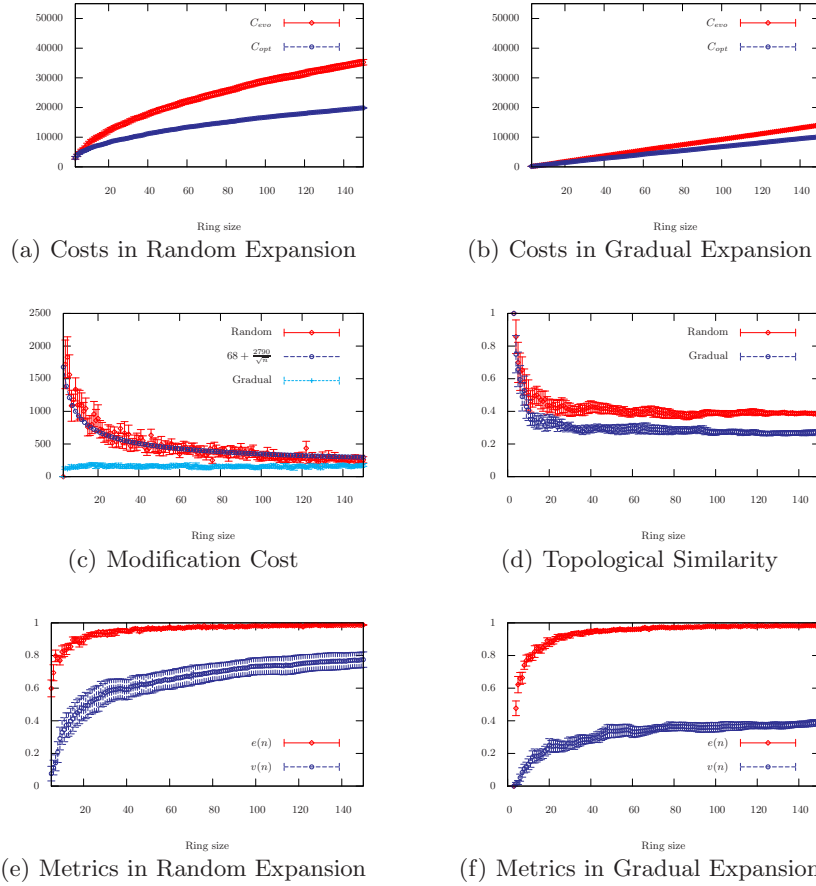 55000
50000
40000
30000
20000
10000
0
C_evo
C_opt
20 40 60 80 100 120 140
Ring size
(a) Costs in Random Expansion
50000
40000
30000
20000
10000
0
C_evo
C_opt
20 40 60 80 100 120 140
Ring size
(b) Costs in Gradual Expansion
2500
2000
1500
1000
500
0
Random
68 + 2790/√n
Gradual
20 40 60 80 100 120 140
Ring size
(c) Modification Cost
1
0.8
0.6
0.4
0.2
0
Random
Gradual
0 20 40 60 80 100 120 140
Ring size
(d) Topological Similarity
1
0.8
0.6
0.4
0.2
0
e(n)
v(n)
20 40 60 80 100 120 140
Ring size
(e) Metrics in Random Expansion
1
0.8
0.6
0.4
0.2
0
e(n)
v(n)
0 20 40 60 80 100 120 140
Ring size
(f) Metrics in Gradual Expansion